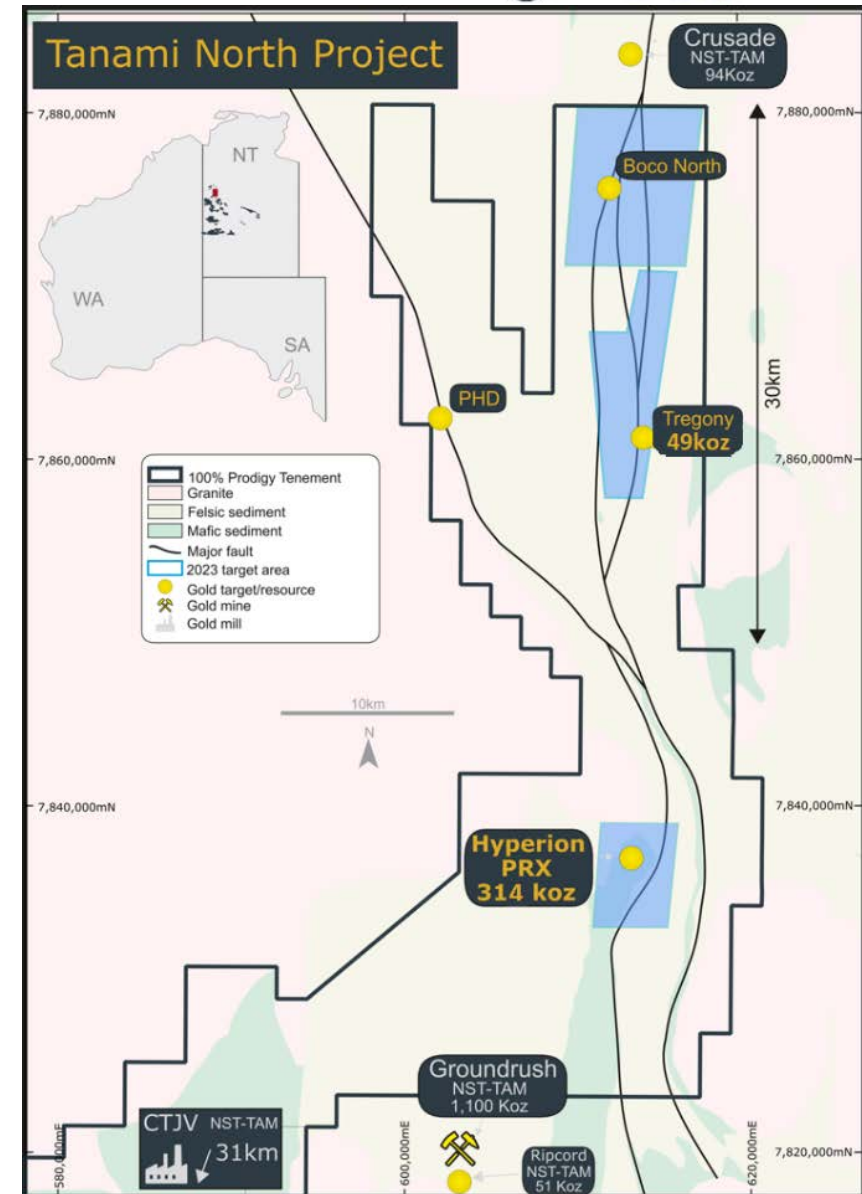 Tanami North Project
Crusade
NST-TAM
94Koz
7,880,000mN
7,880,000mN
NT
WA
SA
Boco North
PHD
Tregony
49koz
30km
7,860,000mN
7,860,000mN
100% Prodigy Tenement
Granite
Felsic sediment
Mafic sediment
Major fault
2023 target area
Gold target/resource
Gold mine
Gold mill
10km
N
7,840,000mN
7,840,000mN
Hyperion
PRX
314 koz
Groundrush
NST-TAM
1,100 Koz
CTJV NST-TAM
31km
Ripcord
NST-TAM
51 Koz
580,000mE
600,000mE
620,000mE
7,820,000mN